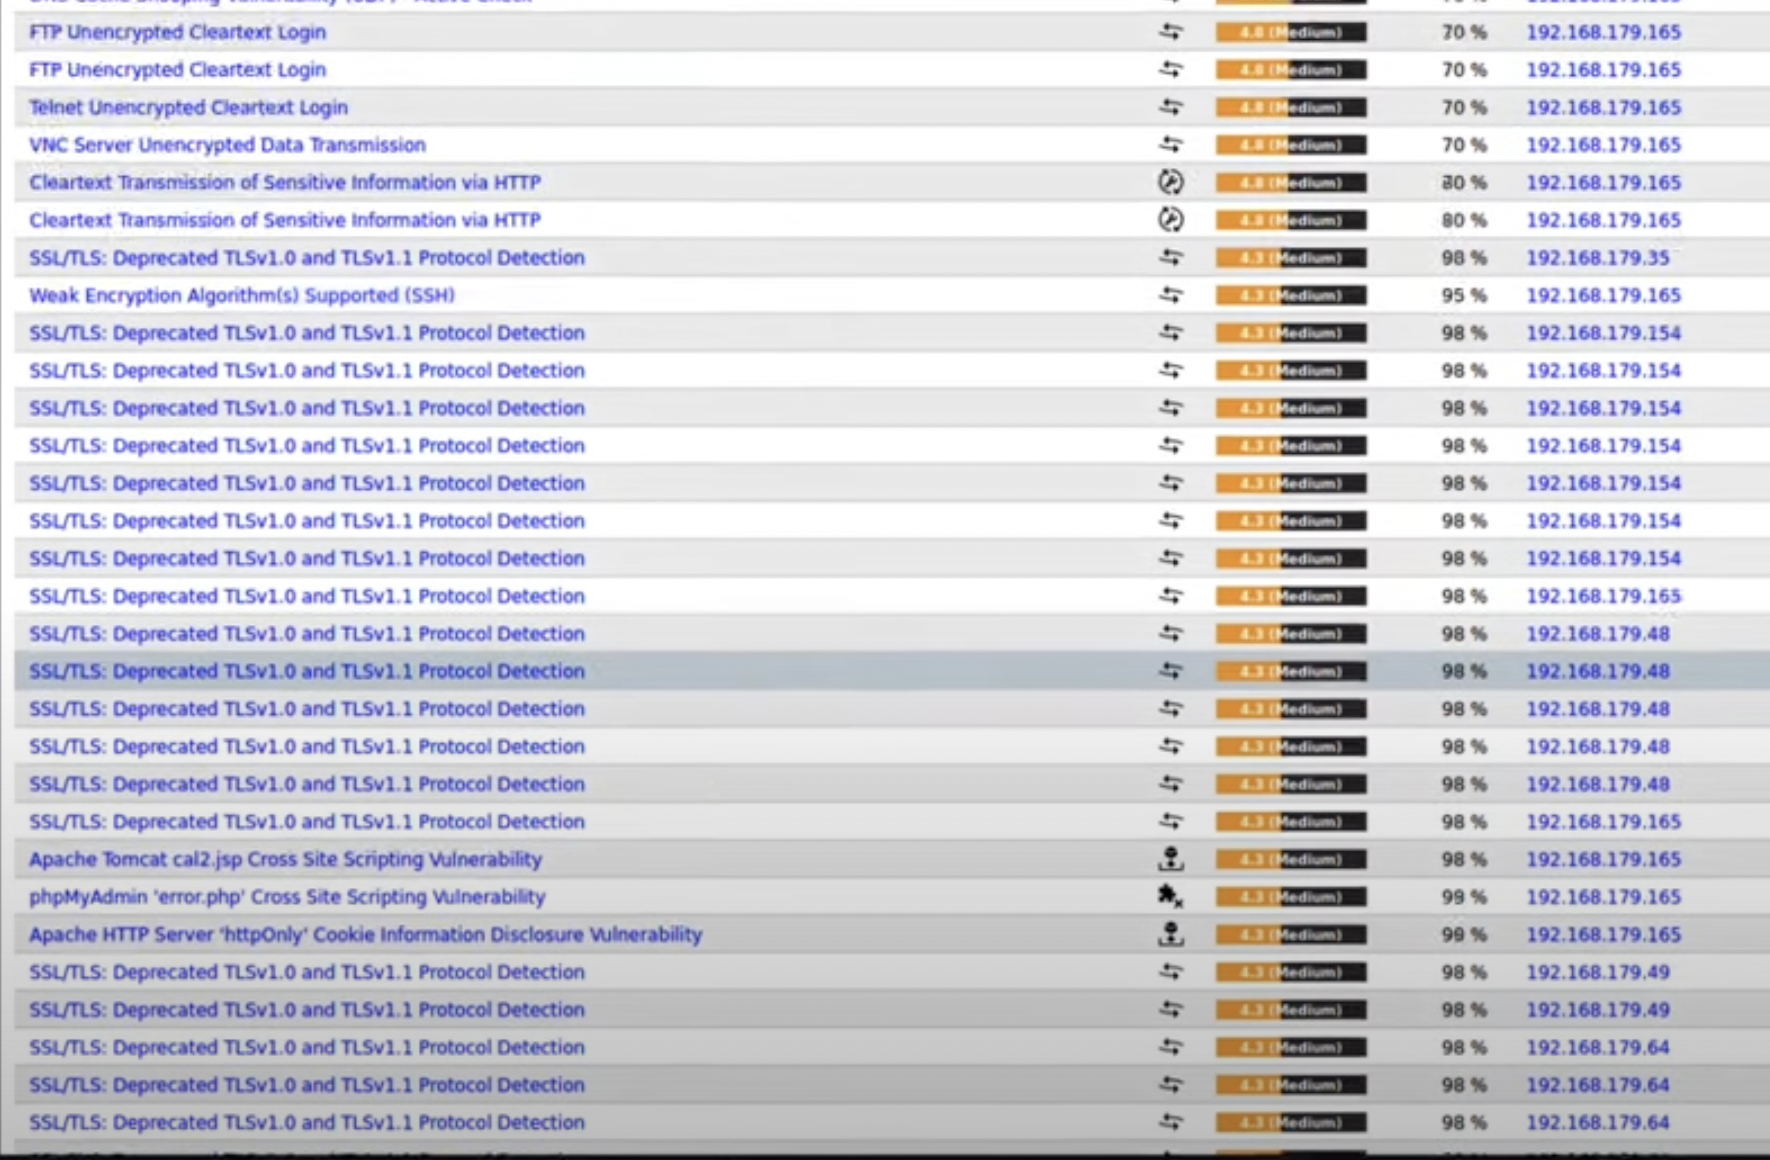 FTP Unencrypted Cleartext Login 4.8 (Medium) 70 % 192.168.179.165
FTP Unencrypted Cleartext Login 4.8 (Medium) 70 % 192.168.179.165
Telnet Unencrypted Cleartext Login 4.8 (Medium) 70 % 192.168.179.165
VNC Server Unencrypted Data Transmission 4.8 (Medium) 70 % 192.168.179.165
Cleartext Transmission of Sensitive Information via HTTP 4.8 (Medium) 80 % 192.168.179.165
Cleartext Transmission of Sensitive Information via HTTP 4.8 (Medium) 80 % 192.168.179.165
SSL/TLS: Deprecated TLSv1.0 and TLSv1.1 Protocol Detection 4.3 (Medium) 98 % 192.168.179.35
Weak Encryption Algorithm(s) Supported (SSH) 4.3 (Medium) 95 % 192.168.179.165
SSL/TLS: Deprecated TLSv1.0 and TLSv1.1 Protocol Detection 4.3 (Medium) 98 % 192.168.179.154
SSL/TLS: Deprecated TLSv1.0 and TLSv1.1 Protocol Detection 4.3 (Medium) 98 % 192.168.179.154
SSL/TLS: Deprecated TLSv1.0 and TLSv1.1 Protocol Detection 4.3 (Medium) 98 % 192.168.179.154
SSL/TLS: Deprecated TLSv1.0 and TLSv1.1 Protocol Detection 4.3 (Medium) 98 % 192.168.179.154
SSL/TLS: Deprecated TLSv1.0 and TLSv1.1 Protocol Detection 4.3 (Medium) 98 % 192.168.179.154
SSL/TLS: Deprecated TLSv1.0 and TLSv1.1 Protocol Detection 4.3 (Medium) 98 % 192.168.179.154
SSL/TLS: Deprecated TLSv1.0 and TLSv1.1 Protocol Detection 4.3 (Medium) 98 % 192.168.179.154
SSL/TLS: Deprecated TLSv1.0 and TLSv1.1 Protocol Detection 4.3 (Medium) 98 % 192.168.179.165
SSL/TLS: Deprecated TLSv1.0 and TLSv1.1 Protocol Detection 4.3 (Medium) 98 % 192.168.179.48
SSL/TLS: Deprecated TLSv1.0 and TLSv1.1 Protocol Detection 4.3 (Medium) 98 % 192.168.179.48
SSL/TLS: Deprecated TLSv1.0 and TLSv1.1 Protocol Detection 4.3 (Medium) 98 % 192.168.179.48
SSL/TLS: Deprecated TLSv1.0 and TLSv1.1 Protocol Detection 4.3 (Medium) 98 % 192.168.179.48
SSL/TLS: Deprecated TLSv1.0 and TLSv1.1 Protocol Detection 4.3 (Medium) 98 % 192.168.179.48
SSL/TLS: Deprecated TLSv1.0 and TLSv1.1 Protocol Detection 4.3 (Medium) 98 % 192.168.179.165
Apache Tomcat cal2.jsp Cross Site Scripting Vulnerability 4.3 (Medium) 98 % 192.168.179.165
phpMyAdmin 'error.php' Cross Site Scripting Vulnerability 4.3 (Medium) 99 % 192.168.179.165
Apache HTTP Server 'httpOnly' Cookie Information Disclosure Vulnerability 4.3 (Medium) 99 % 192.168.179.165
SSL/TLS: Deprecated TLSv1.0 and TLSv1.1 Protocol Detection 4.3 (Medium) 98 % 192.168.179.49
SSL/TLS: Deprecated TLSv1.0 and TLSv1.1 Protocol Detection 4.3 (Medium) 98 % 192.168.179.49
SSL/TLS: Deprecated TLSv1.0 and TLSv1.1 Protocol Detection 4.3 (Medium) 98 % 192.168.179.64
SSL/TLS: Deprecated TLSv1.0 and TLSv1.1 Protocol Detection 4.3 (Medium) 98 % 192.168.179.64
SSL/TLS: Deprecated TLSv1.0 and TLSv1.1 Protocol Detection 4.3 (Medium) 98 % 192.168.179.64